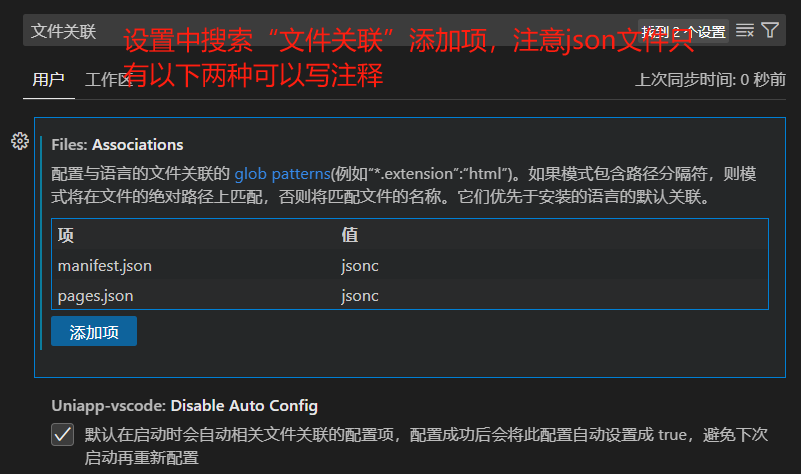 文件关联
找到 2 个设置
设置中搜索“文件关联”添加项，注意json文件只
有以下两种可以写注释
用户
工作区
上次同步时间: 0 秒前
Files: Associations
配置与语言的文件关联的 glob patterns(例如"*.extension":"html")。如果模式包含路径分隔符，则模
式将在文件的绝对路径上匹配，否则将匹配文件的名称。它们优先于安装的语言的默认关联。
项
值
manifest.json
jsonc
pages.json
jsonc
添加项
Uniapp-vscode: Disable Auto Config
默认在启动时会自动相关文件关联的配置项，配置成功后会将此配置自动设置成 true，避免下次
启动再重新配置